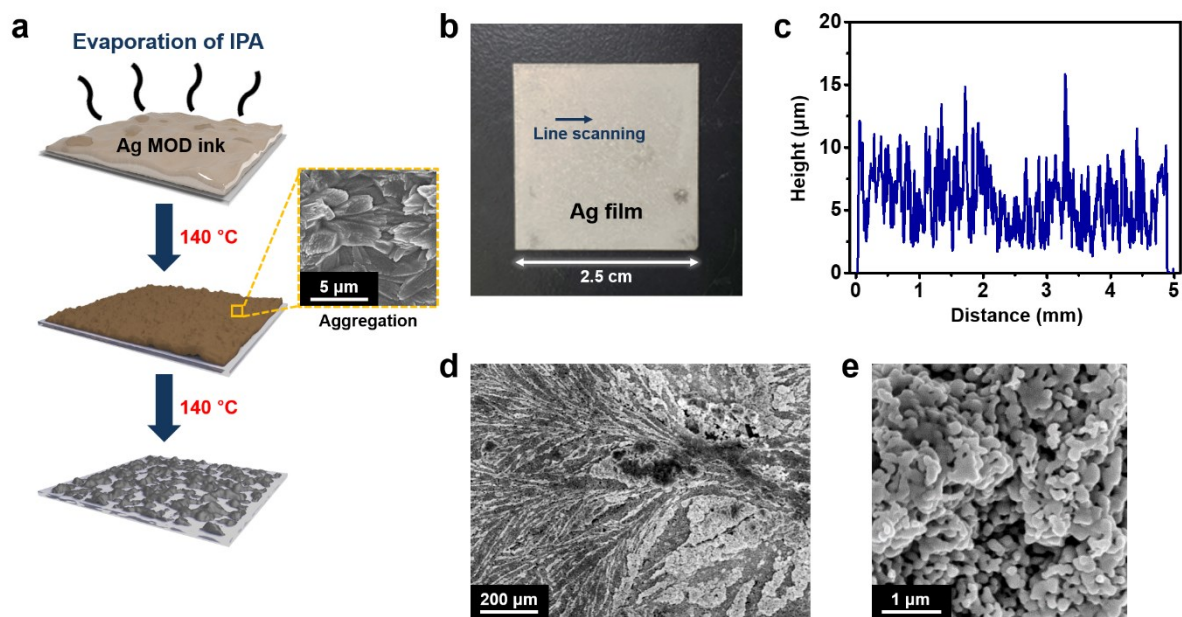 a
Evaporation of IPA
Ag MOD ink
140 °C
5 µm
Aggregation
140 °C
b
Line scanning
Ag film
2.5 cm
c
20
15
10
5
0
Height (µm)
0 1 2 3 4 5
Distance (mm)
d
200 µm
e
1 µm